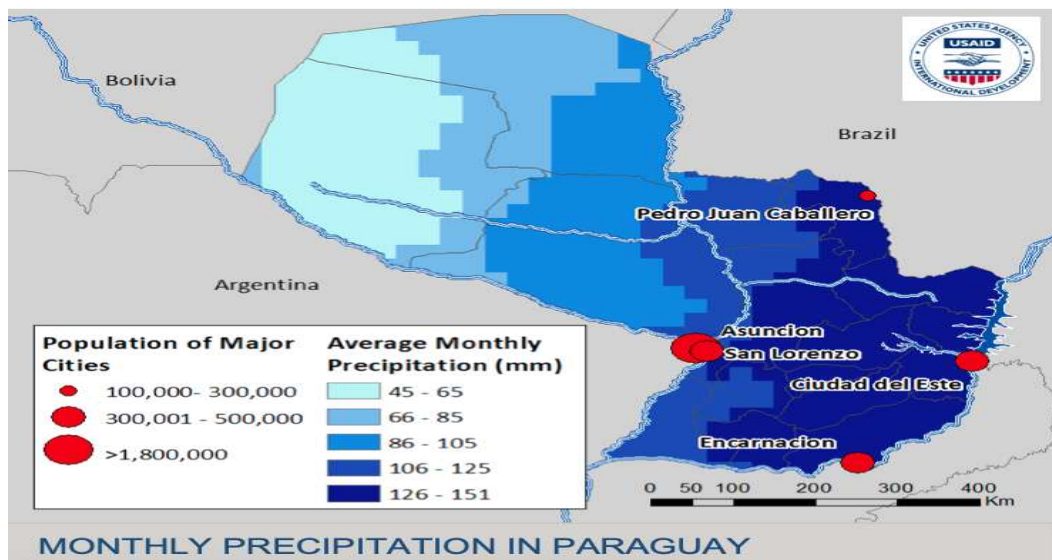 UNITED STATES AGENCY
USAID
INTERNATIONAL DEVELOPMENT
Bolivia
Brazil
Pedro Juan Caballero
Argentina
Asuncion
San Lorenzo
Ciudad del Este
Encarnacion
Population of Major
Cities
100,000- 300,000
300,001 - 500,000
>1,800,000
Average Monthly
Precipitation (mm)
45 - 65
66 - 85
86 - 105
106 - 125
126 - 151
0 50 100 200 300 400
Km
MONTHLY PRECIPITATION IN PARAGUAY